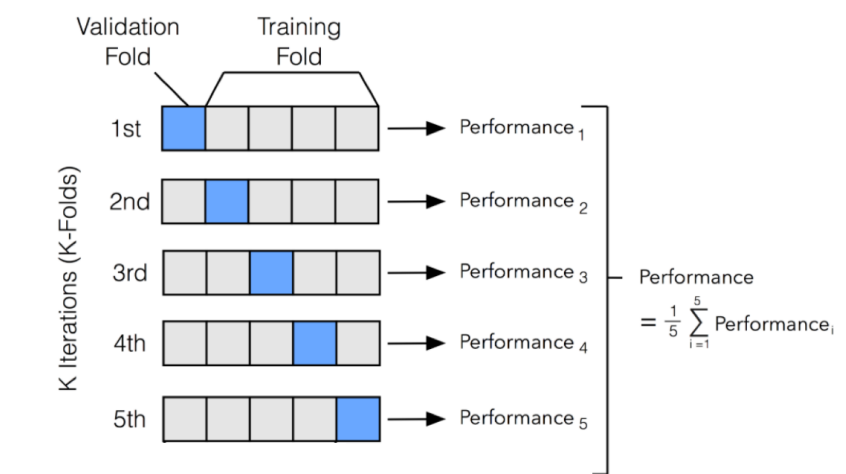 Validation
Fold
Training
Fold
K Iterations (K-Folds)
1st
Performance 1
2nd
Performance 2
3rd
Performance 3
4th
Performance 4
5th
Performance 5
Performance
= 1/5 5 ∑ i=1 Performance i